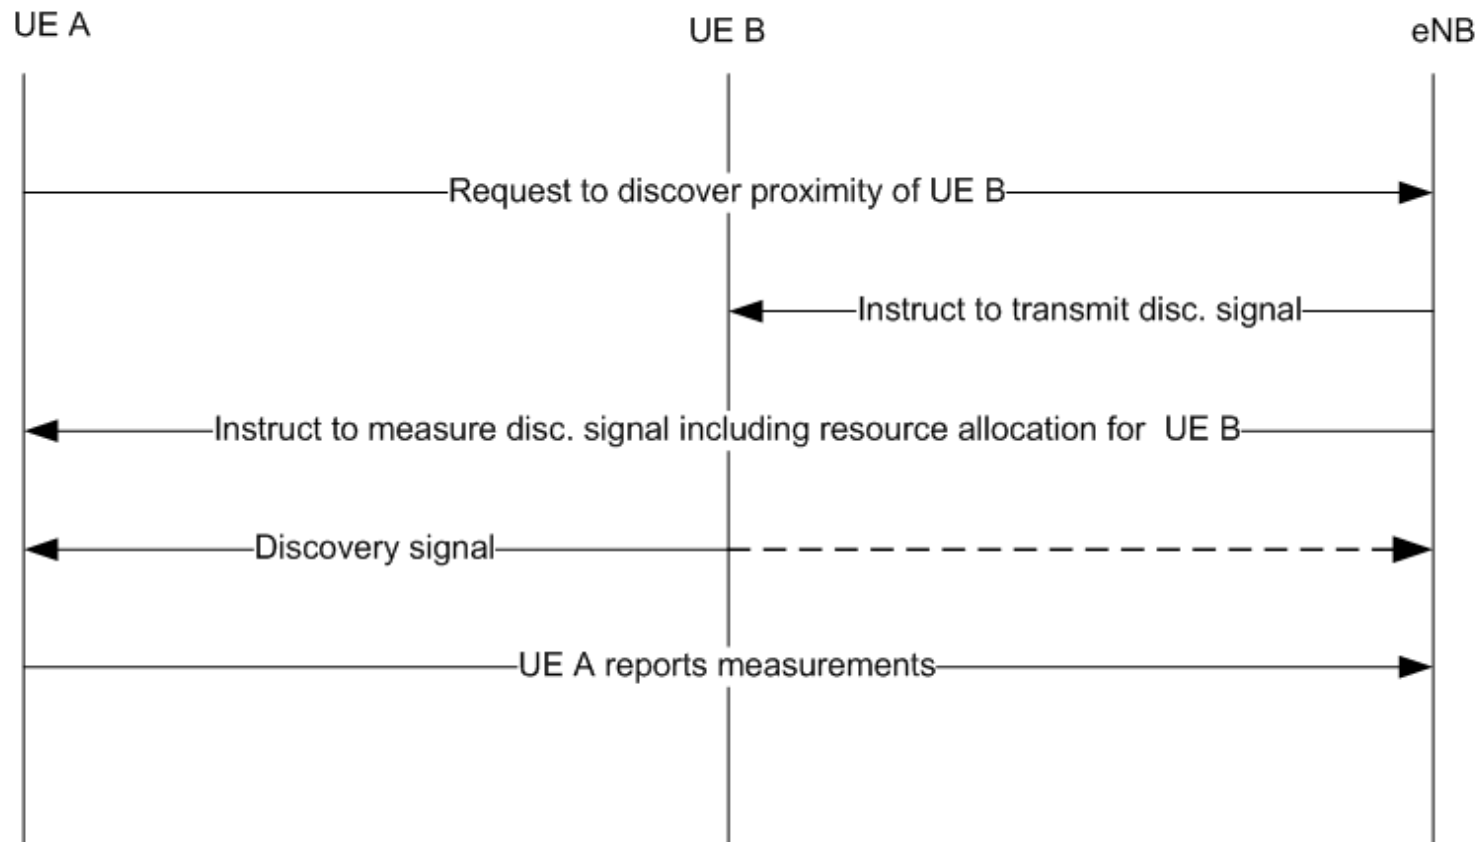 UE A
UE B
eNB
Request to discover proximity of UE B
Instruct to transmit disc. signal
Instruct to measure disc. signal including resource allocation for  UE B
Discovery signal
UE A reports measurements